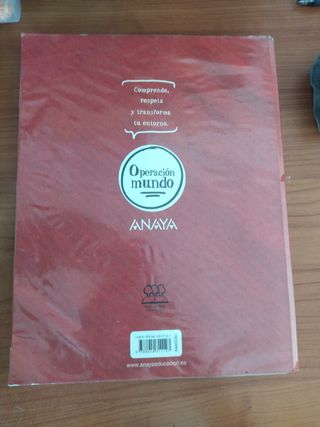 Comprende,
respeta
y transforma
tu entorno.
Operación
mundo
ANAYA
www.anayaeducacion.es